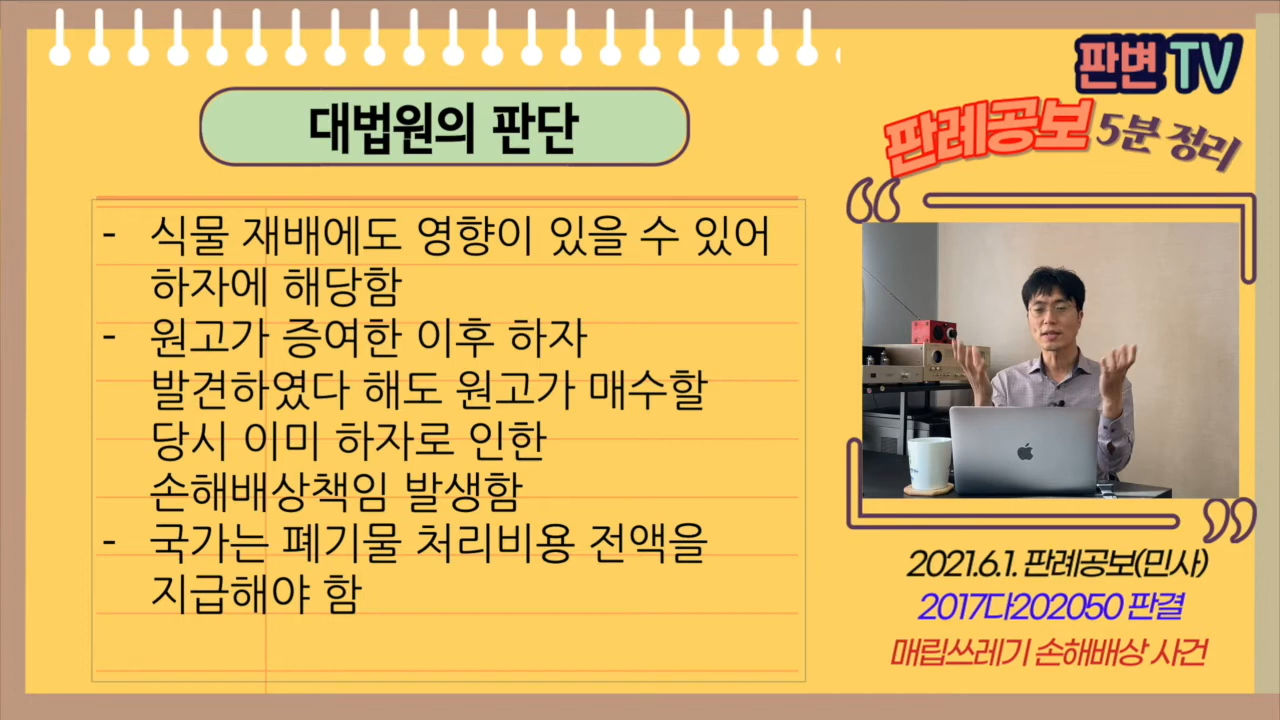 대법원의 판단
- 식물 재배에도 영향이 있을 수 있어
하자에 해당함
- 원고가 증여한 이후 하자
발견하였다 해도 원고가 매수할
당시 이미 하자로 인한
손해배상책임 발생함
- 국가는 폐기물 처리비용 전액을
지급해야 함
판변 TV
판례공보 5분 정리
2021.6.1. 판례공보(민사)
2017다202050 판결
매립쓰레기 손해배상 사건